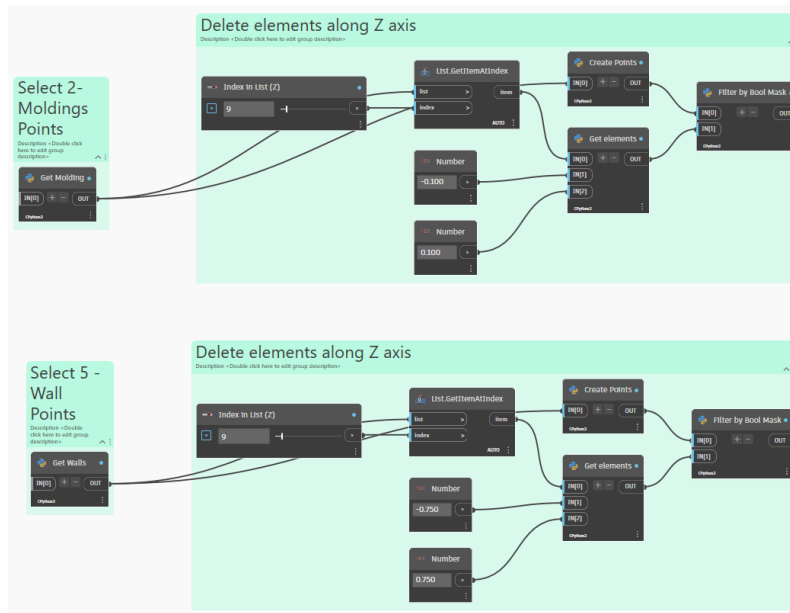 Delete elements along Z axis
Description <Double click here to edit group description>
Select 2-
Moldings
Points
Description <Double click
here to edit group
description>
Get Molding
IN[0] + − OUT
CPython3
Index in List (Z)
9 >
List.GetItemAtIndex
list > item
index >
AUTO
Number
-0.100 >
Number
0.100 >
Create Points
IN[0] + − OUT
CPython3
Get elements
IN[0] + − OUT
IN[1]
IN[2]
CPython3
Filter by Bool Mask
IN[0] + − OUT
IN[1]
CPython3
Delete elements along Z axis
Description <Double click here to edit group description>
Select 5 -
Wall
Points
Description <Double
click here to edit group
description>
Get Walls
IN[0] + − OUT
CPython3
Index in List (Z)
9 >
List.GetItemAtIndex
list > item
index >
AUTO
Number
-0.750 >
Number
0.750 >
Create Points
IN[0] + − OUT
CPython3
Get elements
IN[0] + − OUT
IN[1]
IN[2]
CPython3
Filter by Bool Mask
IN[0] + − OUT
IN[1]
CPython3